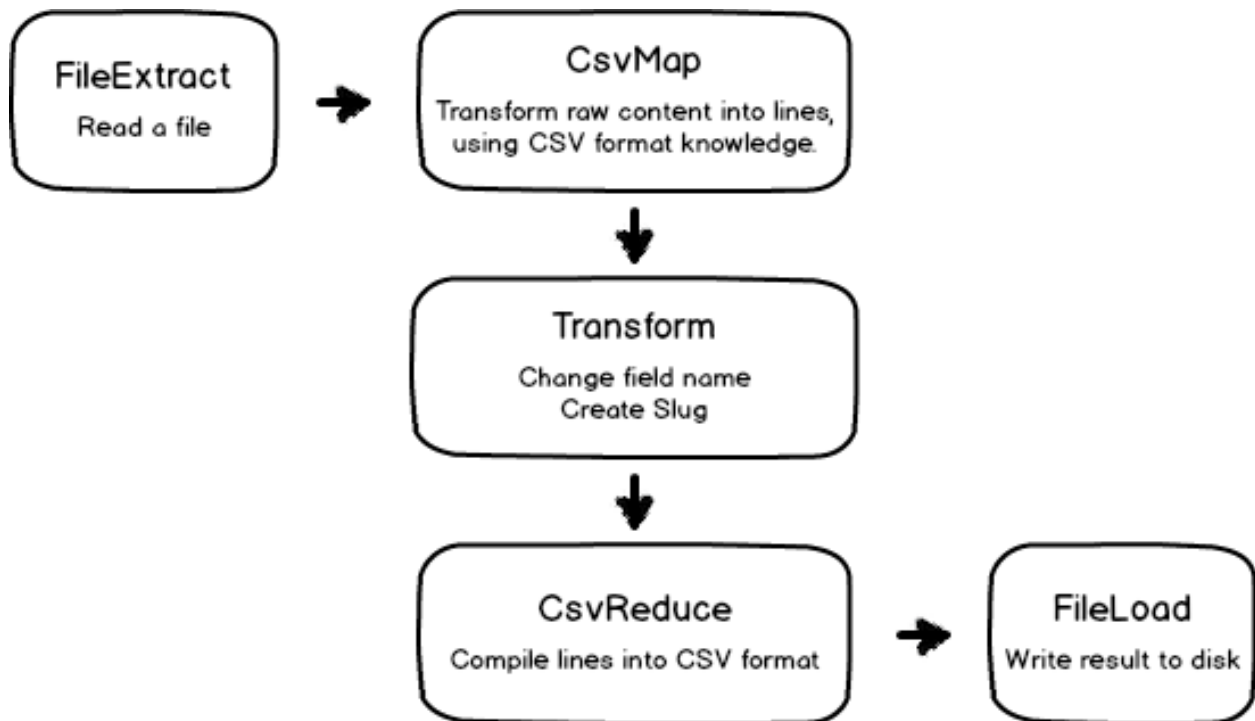 FileExtract
Read a file
CsvMap
Transform raw content into lines,
using CSV format knowledge.
Transform
Change field name
Create Slug
CsvReduce
Compile lines into CSV format
FileLoad
Write result to disk